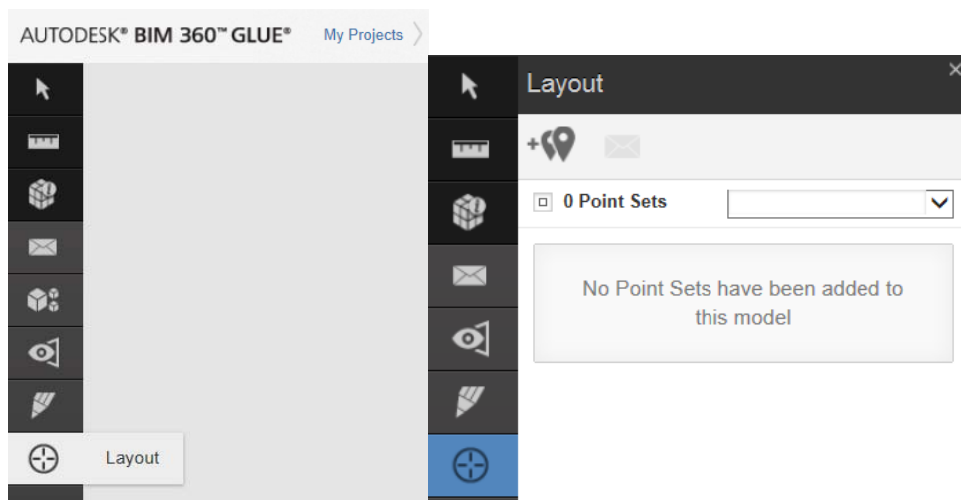 AUTODESK® BIM 360™ GLUE® My Projects
Layout
Layout
0 Point Sets
No Point Sets have been added to
this model